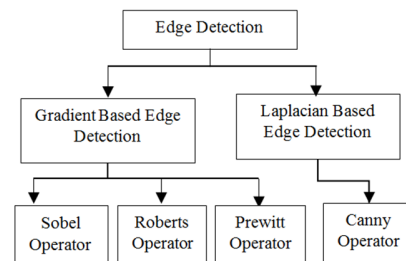 Edge Detection
Gradient Based Edge
Detection
Laplacian Based
Edge Detection
Sobel
Operator
Roberts
Operator
Prewitt
Operator
Canny
Operator